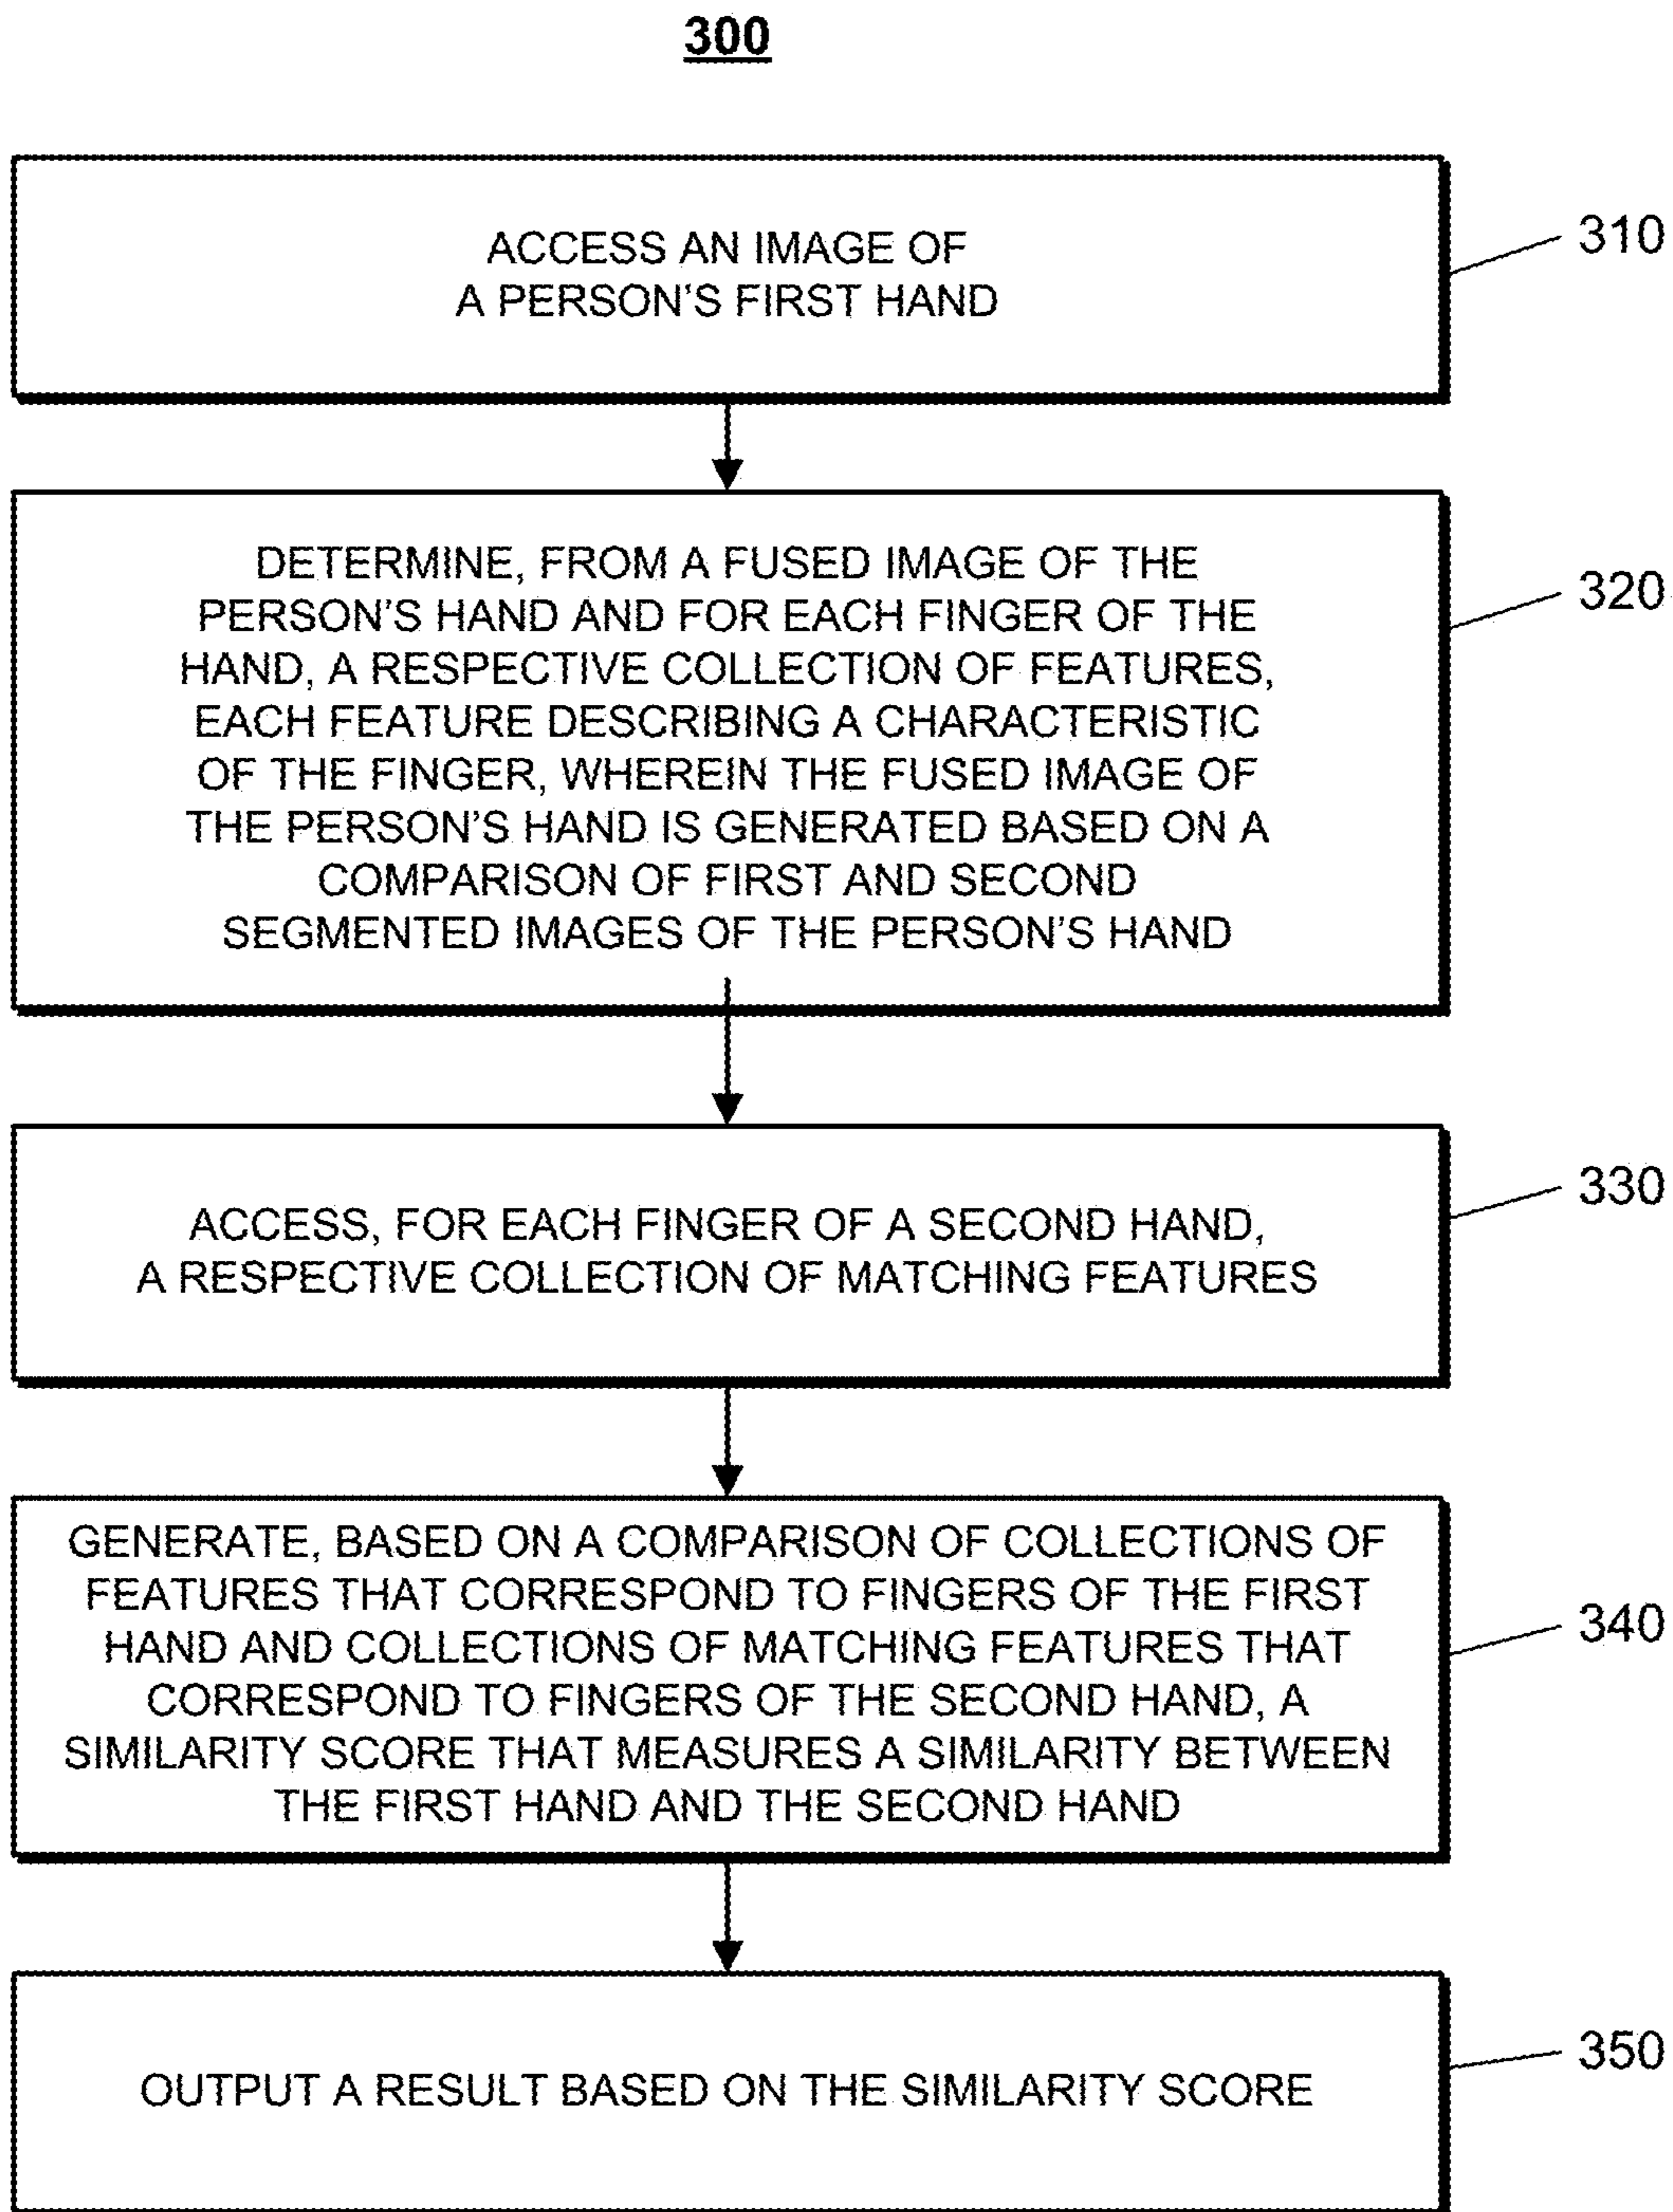 300
ACCESS AN IMAGE OF
A PERSON'S FIRST HAND
310
DETERMINE, FROM A FUSED IMAGE OF THE
PERSON'S HAND AND FOR EACH FINGER OF THE
HAND, A RESPECTIVE COLLECTION OF FEATURES,
EACH FEATURE DESCRIBING A CHARACTERISTIC
OF THE FINGER, WHEREIN THE FUSED IMAGE OF
THE PERSON'S HAND IS GENERATED BASED ON A
COMPARISON OF FIRST AND SECOND
SEGMENTED IMAGES OF THE PERSON'S HAND
320
ACCESS, FOR EACH FINGER OF A SECOND HAND,
A RESPECTIVE COLLECTION OF MATCHING FEATURES
330
GENERATE, BASED ON A COMPARISON OF COLLECTIONS OF
FEATURES THAT CORRESPOND TO FINGERS OF THE FIRST
HAND AND COLLECTIONS OF MATCHING FEATURES THAT
CORRESPOND TO FINGERS OF THE SECOND HAND, A
SIMILARITY SCORE THAT MEASURES A SIMILARITY BETWEEN
THE FIRST HAND AND THE SECOND HAND
340
OUTPUT A RESULT BASED ON THE SIMILARITY SCORE
350